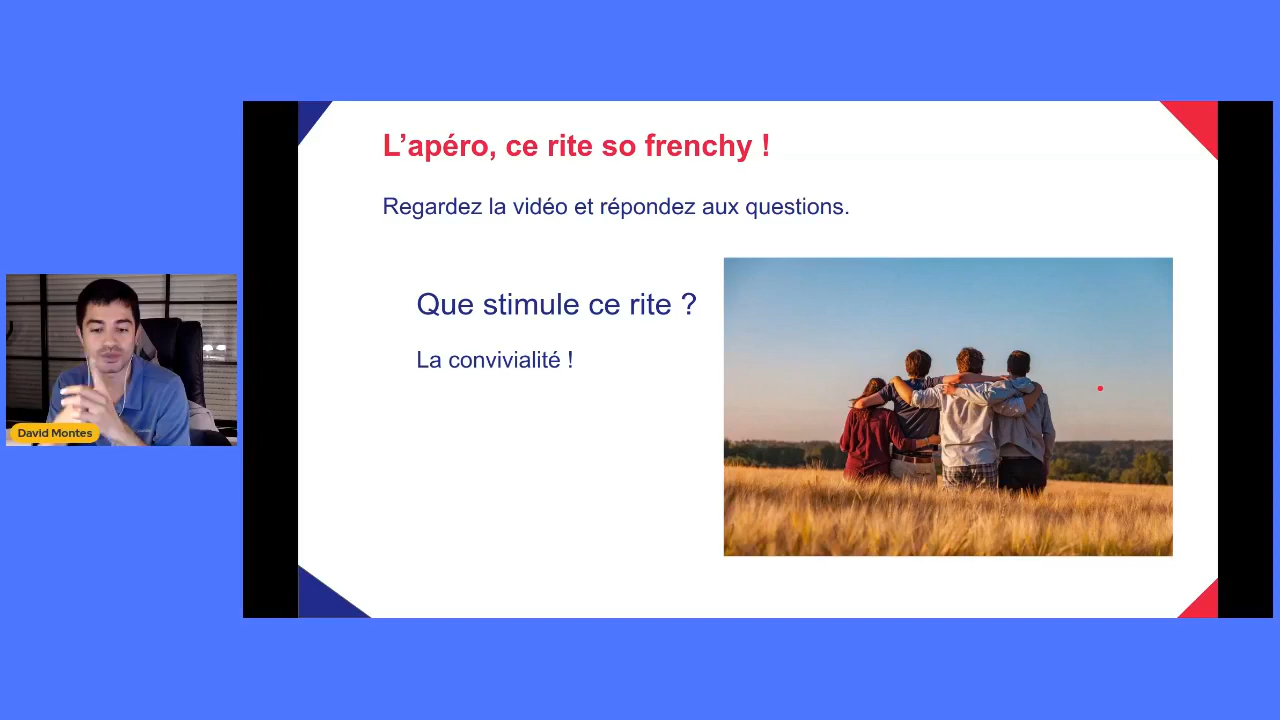 L’apéro, ce rite so frenchy !
Regardez la vidéo et répondez aux questions.
Que stimule ce rite ?
La convivialité !
David Montes